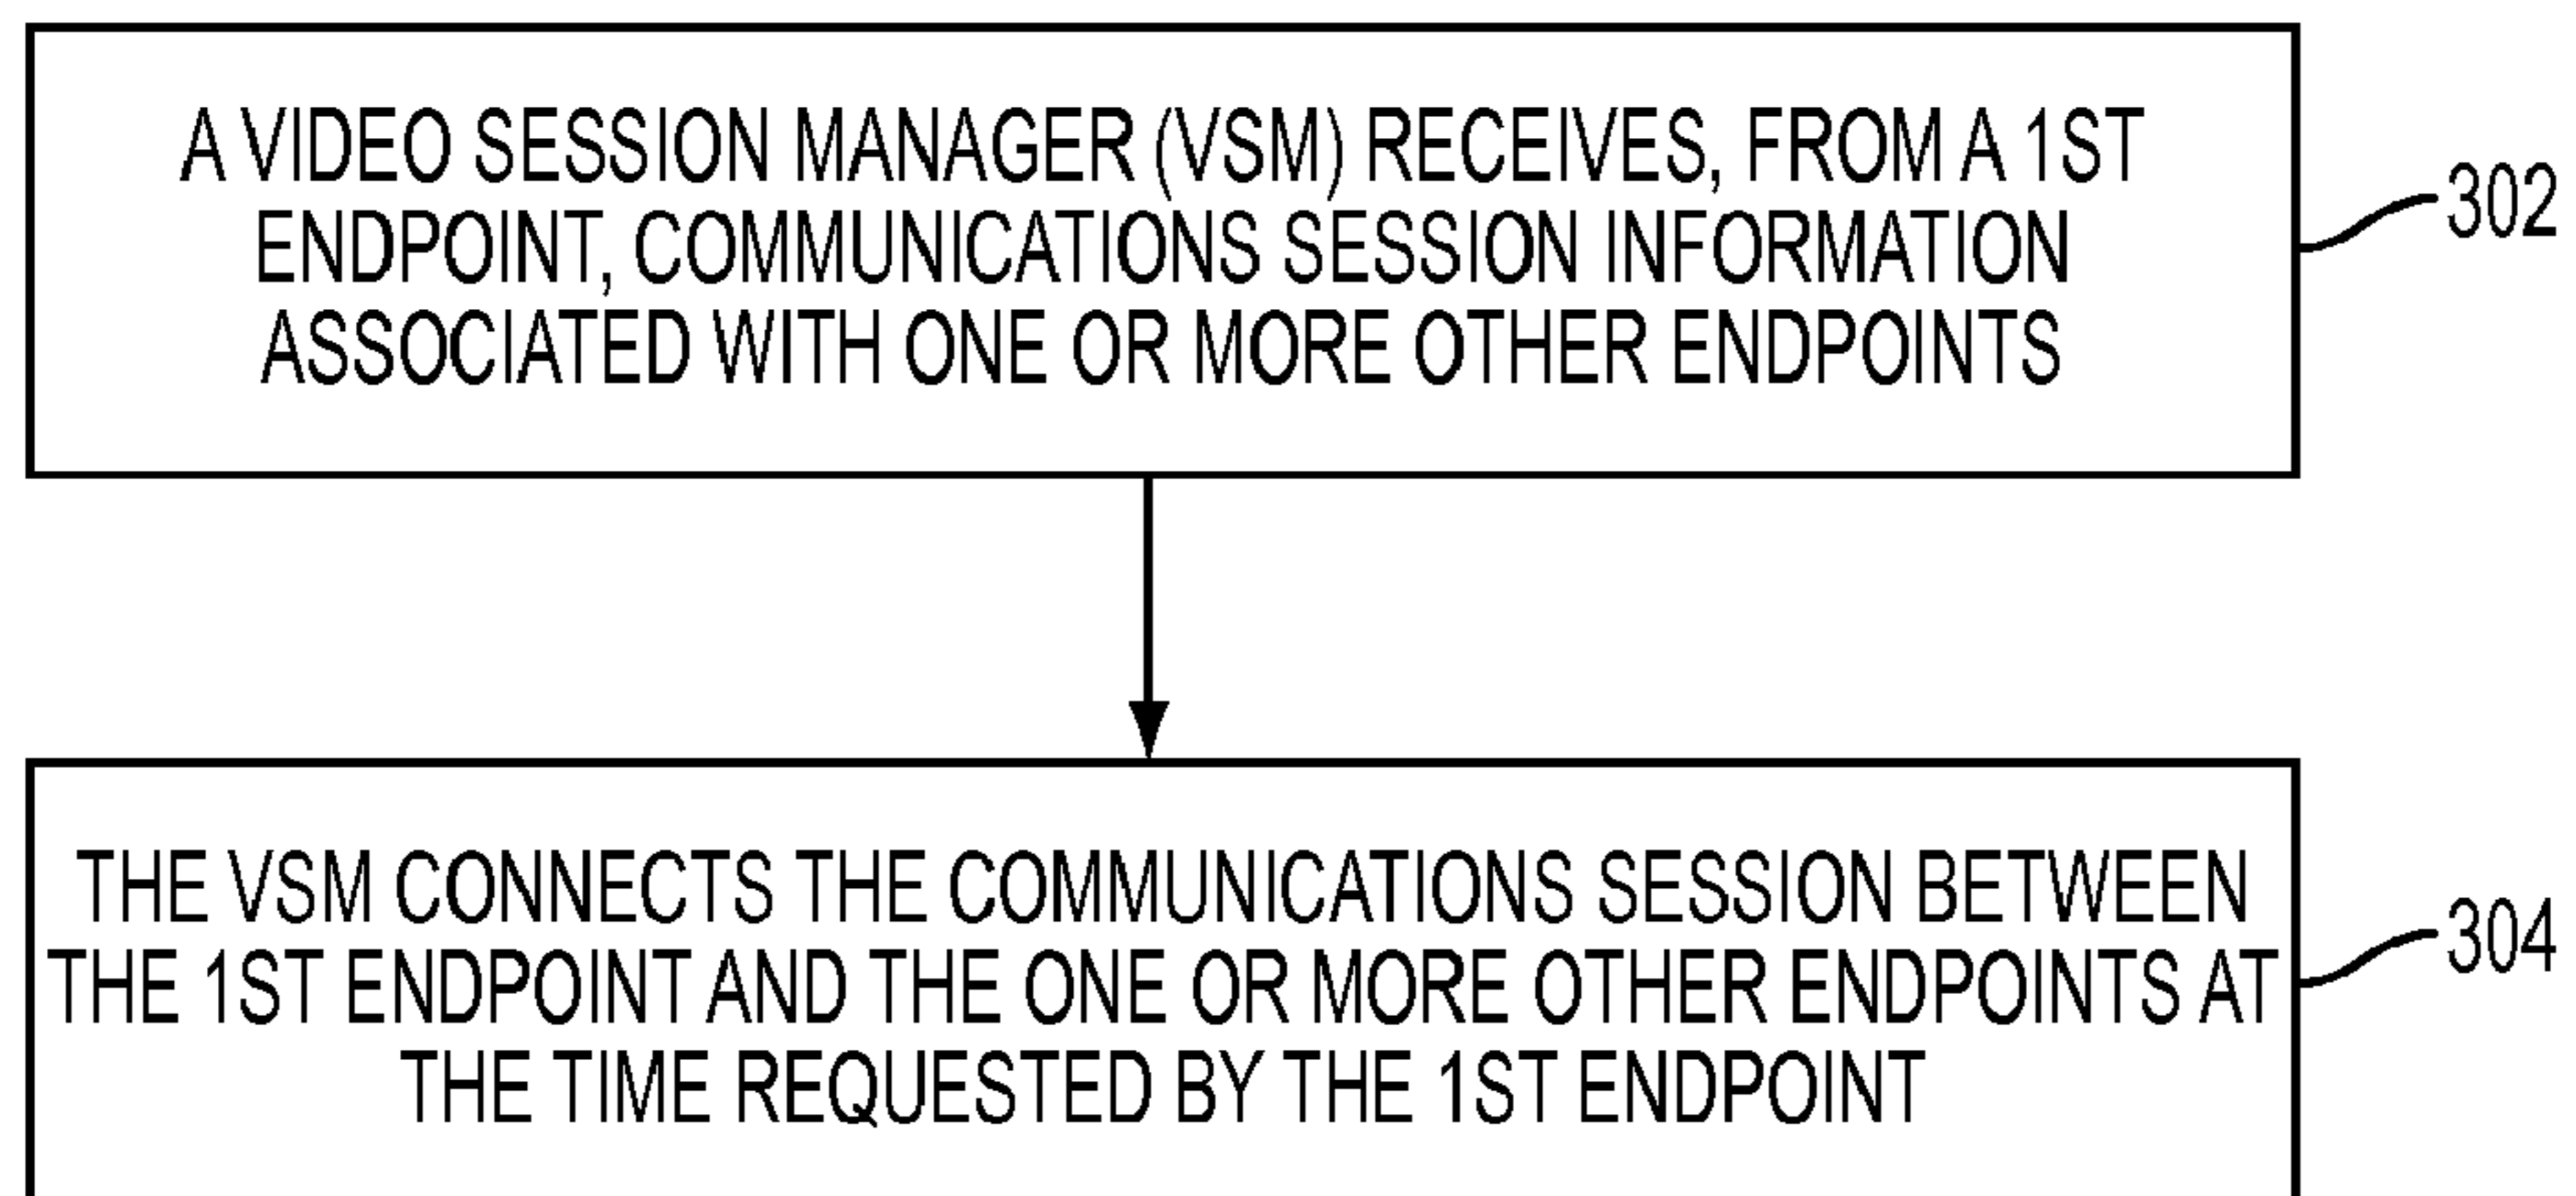 A VIDEO SESSION MANAGER (VSM) RECEIVES, FROM A 1ST
ENDPOINT, COMMUNICATIONS SESSION INFORMATION
ASSOCIATED WITH ONE OR MORE OTHER ENDPOINTS
302
THE VSM CONNECTS THE COMMUNICATIONS SESSION BETWEEN
THE 1ST ENDPOINT AND THE ONE OR MORE OTHER ENDPOINTS AT
THE TIME REQUESTED BY THE 1ST ENDPOINT
304